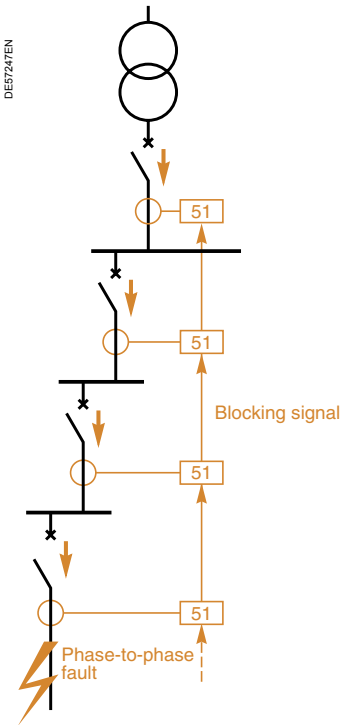 DE57247EN
51
51
Blocking signal
51
51
Phase-to-phase
fault